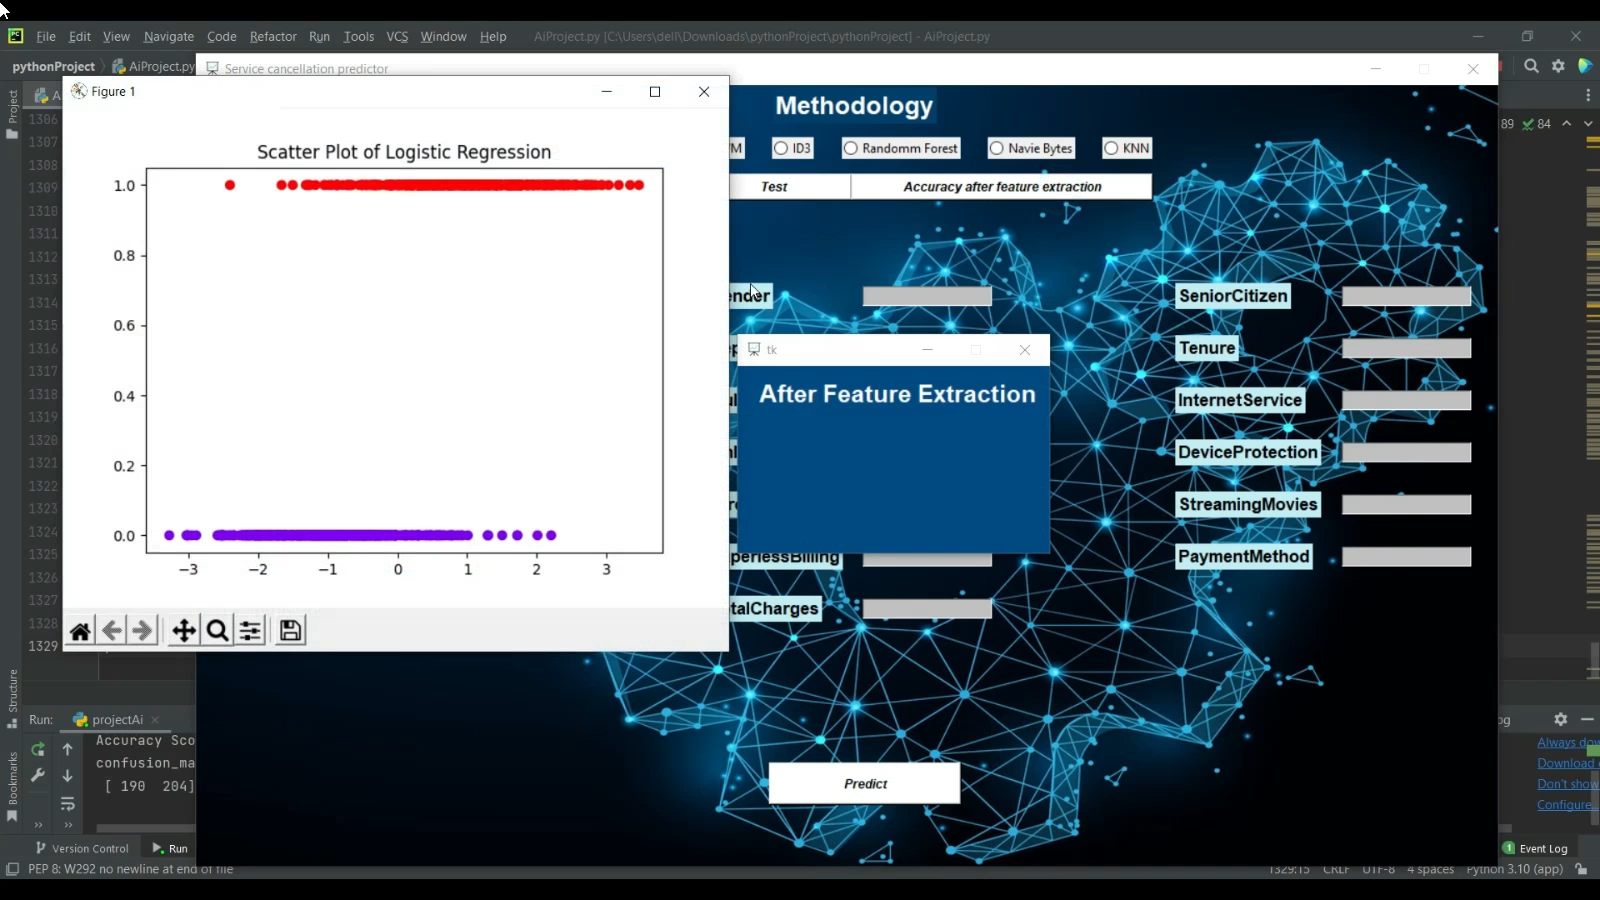 File Edit View Navigate Code Refactor Run Tools VCS Window Help AiProject.py [C:\Users\dell\Downloads\pythonProject\pythonProject] - AiProject.py
pythonProject AiProject.py
Service cancellation predictor
Figure 1
Project
Methodology
89 84
ID3 Randomm Forest Navie Bytes KNN
Test Accuracy after feature extraction
Scatter Plot of Logistic Regression
1.0
0.8
0.6
0.4
0.2
0.0
−3 −2 −1 0 1 2 3
1306
1307
1308
1309
1310
1311
1312
1313
1314
1315
1316
1317
1318
1319
1320
1321
1322
1323
1324
1325
1326
1327
1328
1329
ender
SeniorCitizen
tk
Tenure
After Feature Extraction
InternetService
DeviceProtection
StreamingMovies
perlessBilling
PaymentMethod
talCharges
Predict
Structure
Bookmarks
Run: projectAi
Accuracy Sco
confusion_ma
[ 190 204]
og
Always dow
Download
Don't show
Configure...
Version Control Run
1 Event Log
PEP 8: W292 no newline at end of file
1329:15 CRLF UTF-8 4 spaces Python 3.10 (app)